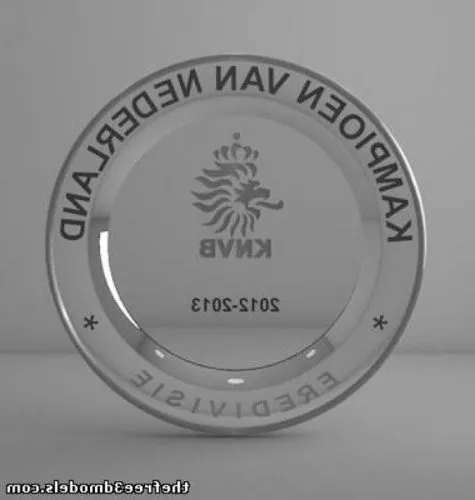 KAMPIOEN VAN NEDERLAND
KNVB
2012-2013
* *
EREDIVISIE
thefree3dmodels.com